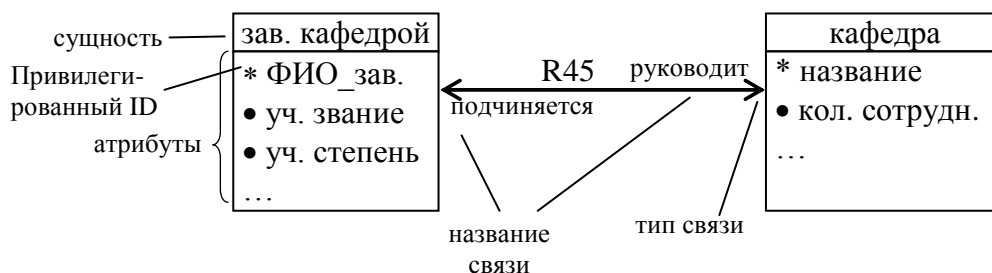 сущность
зав. кафедрой
кафедра
Привилеги-
рованный ID
* ФИО_зав.
R45
руководит
* название
подчиняется
• уч. звание
• кол. сотрудн.
атрибуты
• уч. степень
…
…
название
связи
тип связи